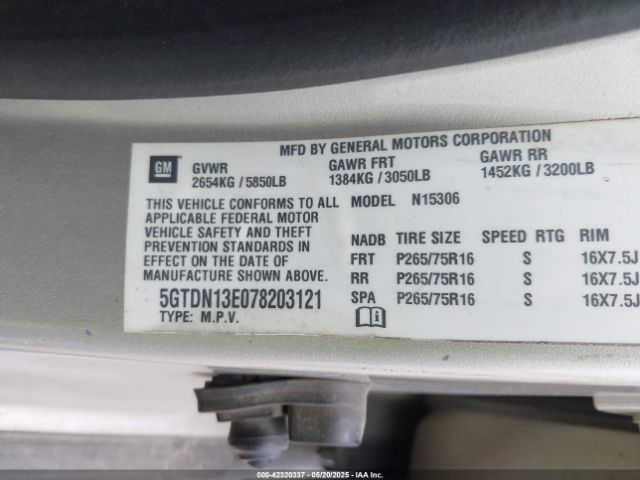 MFD BY GENERAL MOTORS CORPORATION
GM GVWR GAWR FRT GAWR RR
2654KG / 5850LB 1384KG / 3050LB 1452KG / 3200LB
THIS VEHICLE CONFORMS TO ALL MODEL N15306
APPLICABLE FEDERAL MOTOR
VEHICLE SAFETY AND THEFT
PREVENTION STANDARDS IN
EFFECT ON THE DATE OF
MANUFACTURE SHOWN ABOVE.
NADB TIRE SIZE SPEED RTG RIM
FRT P265/75R16 S 16X7.5J
RR P265/75R16 S 16X7.5J
SPA P265/75R16 S 16X7.5J
5GTDN13E078203121
TYPE: M.P.V.
000-42320337 - 05/20/2025 - IAA Inc.